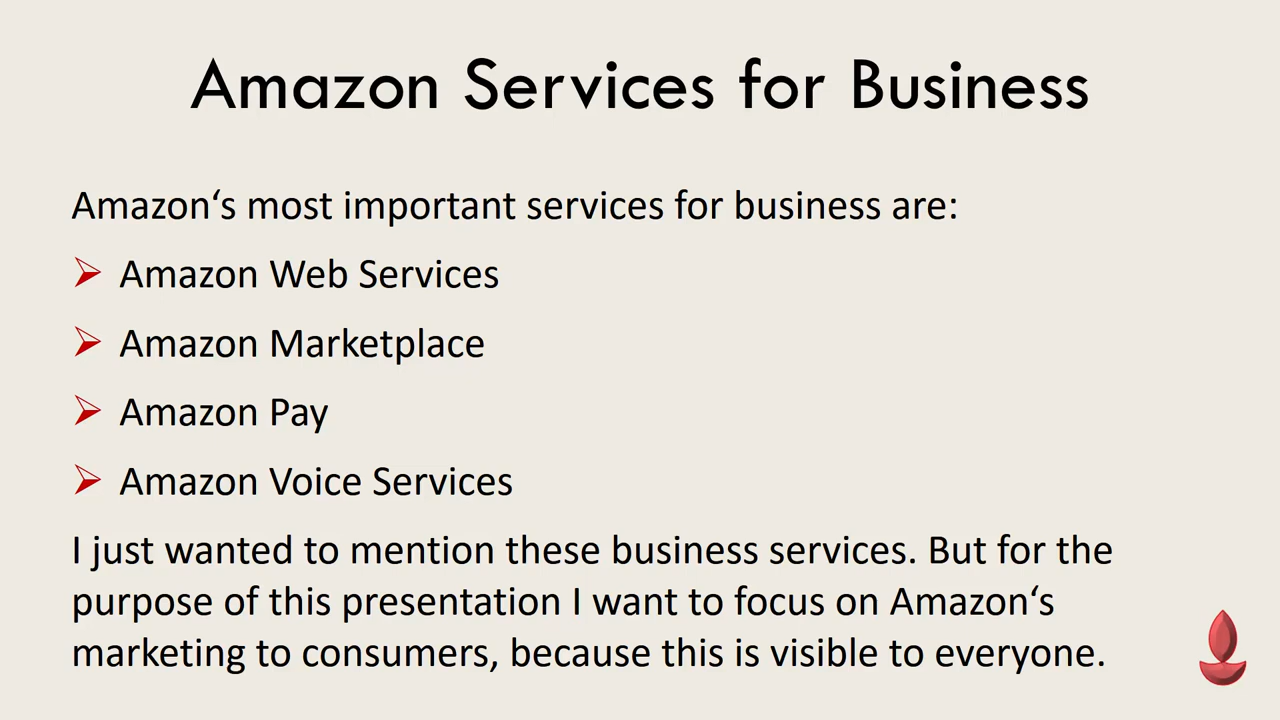 Amazon Services for Business
Amazon‘s most important services for business are:
Amazon Web Services
Amazon Marketplace
Amazon Pay
Amazon Voice Services
I just wanted to mention these business services. But for the
purpose of this presentation I want to focus on Amazon‘s
marketing to consumers, because this is visible to everyone.